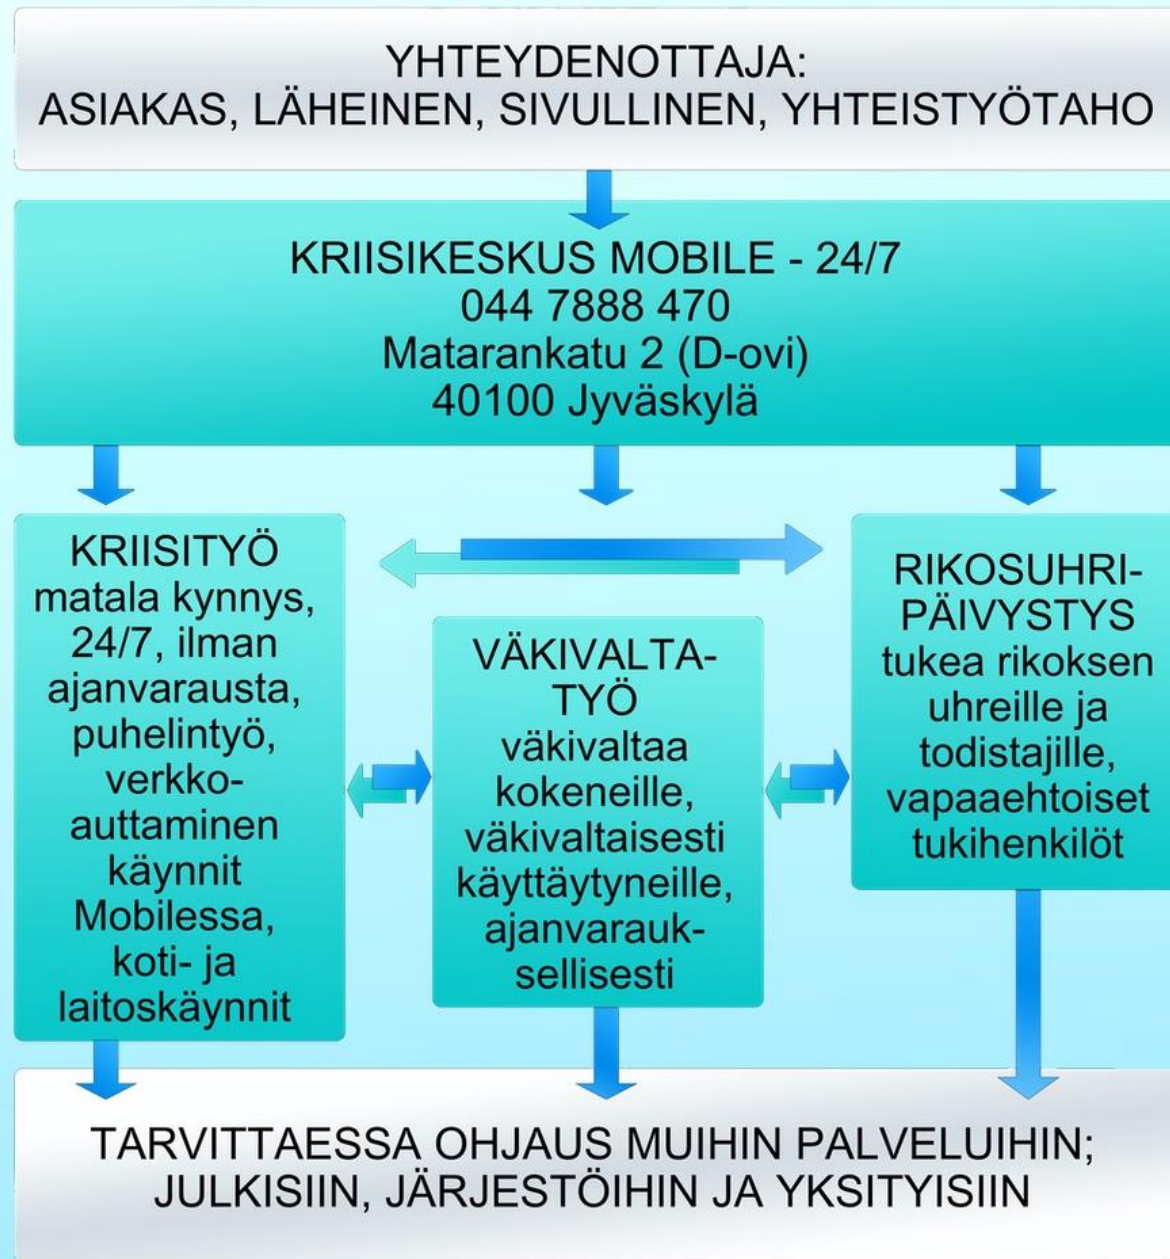 YHTEYDENOTTAJA:
ASIAKAS, LÄHEINEN, SIVULLINEN, YHTEISTYÖTAHO
KRIISIKESKUS MOBILE - 24/7
044 7888 470
Matarankatu 2 (D-ovi)
40100 Jyväskylä
KRIISITYÖ
matala kynnys,
24/7, ilman
ajanvarausta,
puhelintyö,
verkko-
auttaminen
käynnit
Mobilessa,
koti- ja
laitoskäynnit
VÄKIVALTA-
TYÖ
väkivaltaa
kokeneille,
väkivaltaisesti
käyttäytyneille,
ajanvarauk-
sellisesti
RIKOSUHRI-
PÄIVYSTYS
tukea rikoksen
uhreille ja
todistajille,
vapaaehtoiset
tukihenkilöt
TARVITTAESSA OHJAUS MUIHIN PALVELUIHIN;
JULKISIIN, JÄRJESTÖIHIN JA YKSITYISIIN